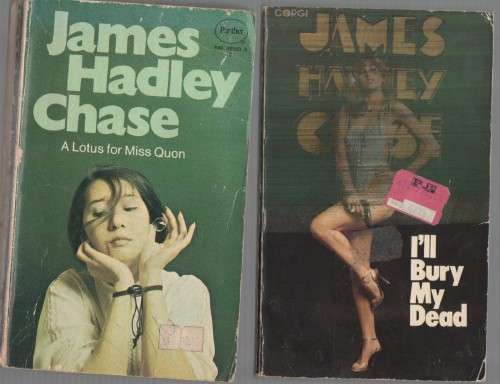 James
Hadley
Chase
Panther
A Lotus for Miss Quon
CORGI
JAMES
HADLEY
CHASE
I'll
Bury
My
Dead